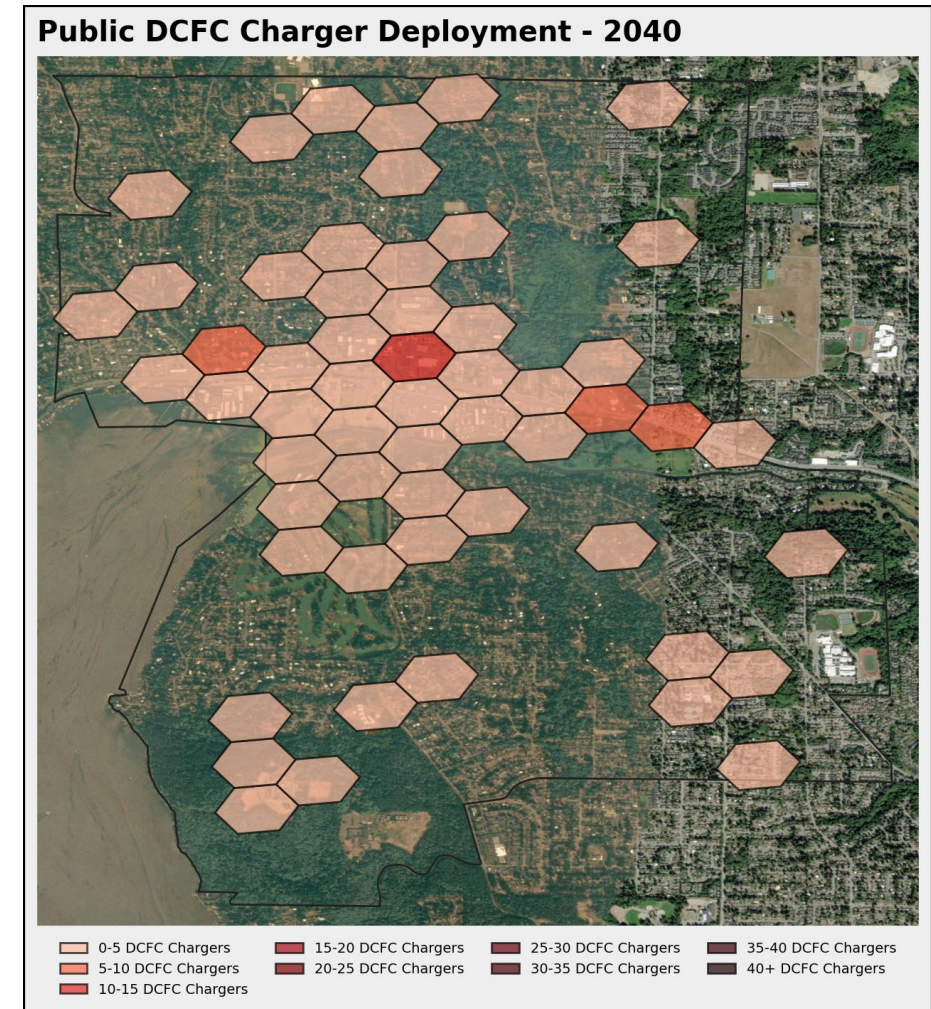 Public DCFC Charger Deployment - 2040
0-5 DCFC Chargers
5-10 DCFC Chargers
10-15 DCFC Chargers
15-20 DCFC Chargers
20-25 DCFC Chargers
25-30 DCFC Chargers
30-35 DCFC Chargers
35-40 DCFC Chargers
40+ DCFC Chargers